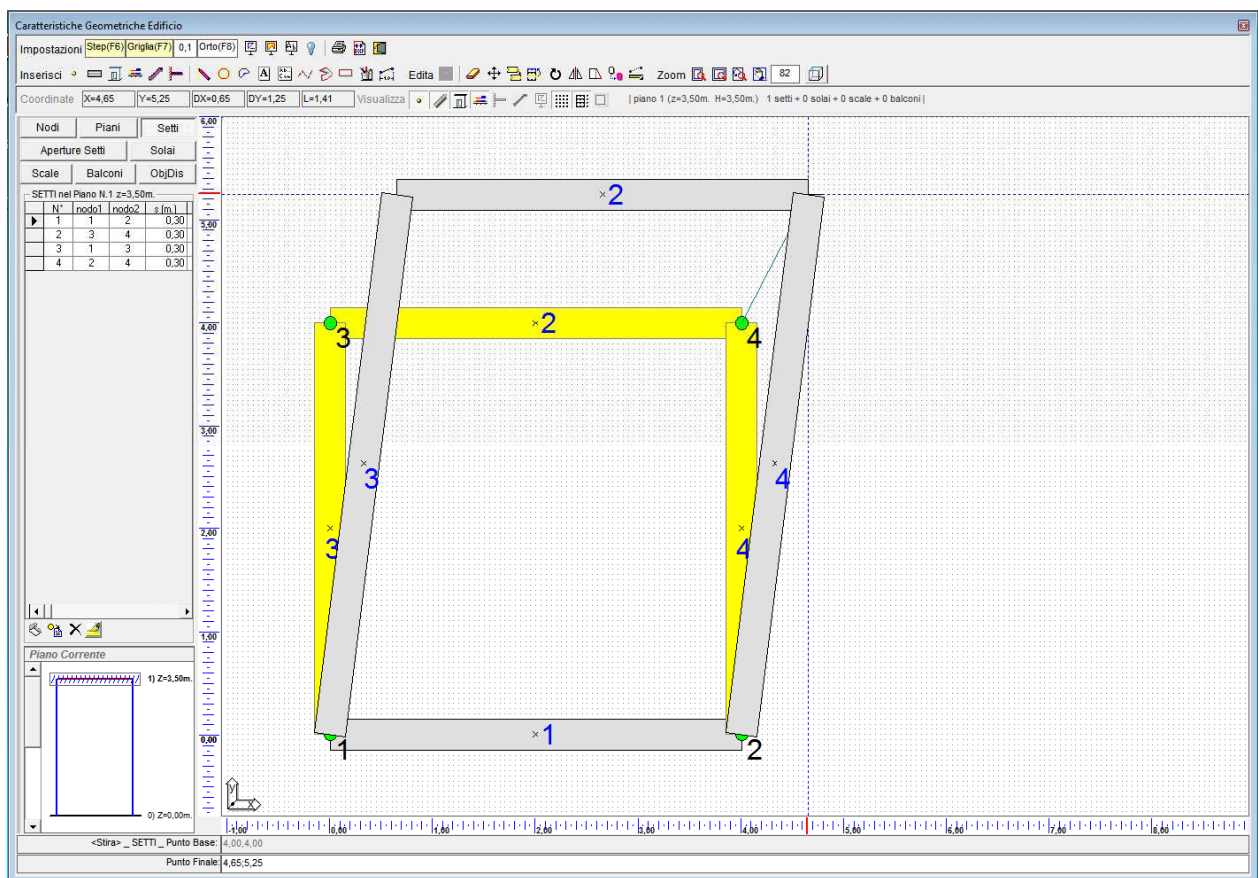 Caratteristiche Geometriche Edificio
Impostazioni Step(F6) Griglia(F7) 0,1 Orto(F8)
Inserisci A Edita Zoom 82
Coordinate X=4,65 Y=5,25 DX=0,65 DY=1,25 L=1,41 Visualizza | piano 1 (z=3,50m. H=3,50m.) 1 setti + 0 solai + 0 scale + 0 balconi |
Nodi Piani Setti
Aperture Setti Solai
Scale Balconi ObjDis
SETTI nel Piano N.1 z=3,50m.
N° nodo1 nodo2 s (m.)
1 1 2 0,30
2 3 4 0,30
3 1 3 0,30
4 2 4 0,30
Piano Corrente
1) Z=3,50m.
0) Z=0,00m.
6,00
5,00
4,00
3,00
2,00
1,00
0,00
2
2
3 4
3 4
3 4
1
1 2
y
x
-1,00 0,00 1,00 2,00 3,00 4,00 5,00 6,00 7,00 8,00
<Stira> _ SETTI _ Punto Base: 4,00,4,00
Punto Finale: 4,65;5,25